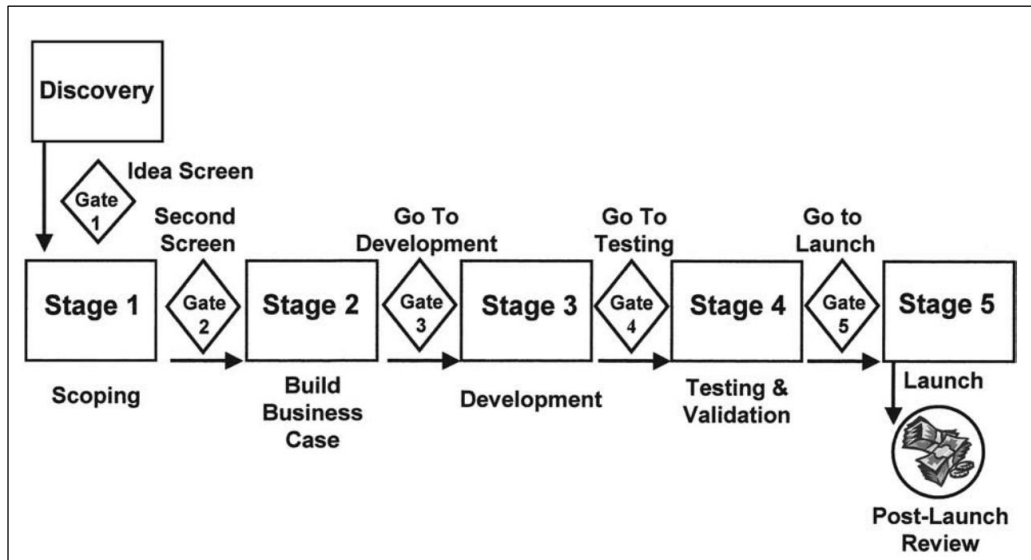 Discovery
Idea Screen
Gate
1
Second
Screen
Go To
Development
Go To
Testing
Go to
Launch
Stage 1
Gate
2
Stage 2
Gate
3
Stage 3
Gate
4
Stage 4
Gate
5
Stage 5
Scoping
Build
Business
Case
Development
Testing &
Validation
Launch
Post-Launch
Review